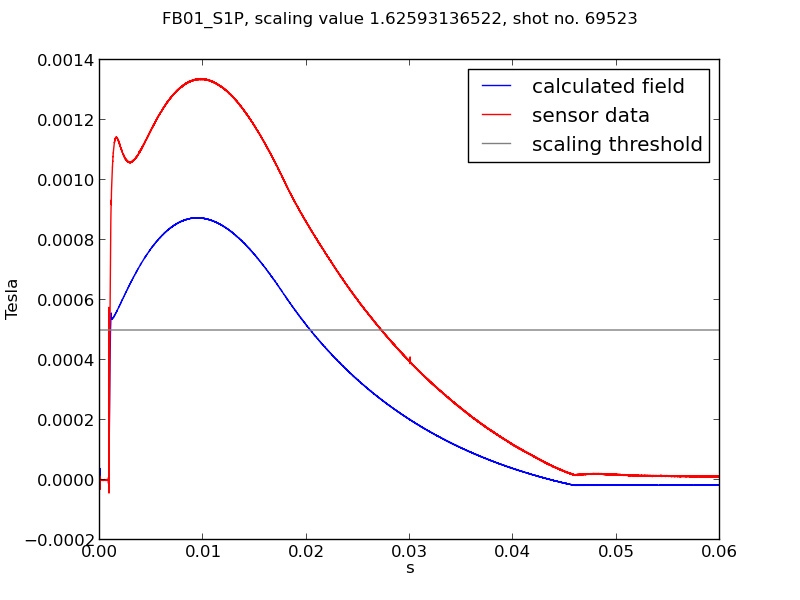 FB01_S1P, scaling value 1.62593136522, shot no. 69523
0.0014
0.0012
0.0010
0.0008
0.0006
0.0004
0.0002
0.0000
−0.0002
Tesla
calculated field
sensor data
scaling threshold
0.00
0.01
0.02
0.03
0.04
0.05
0.06
s